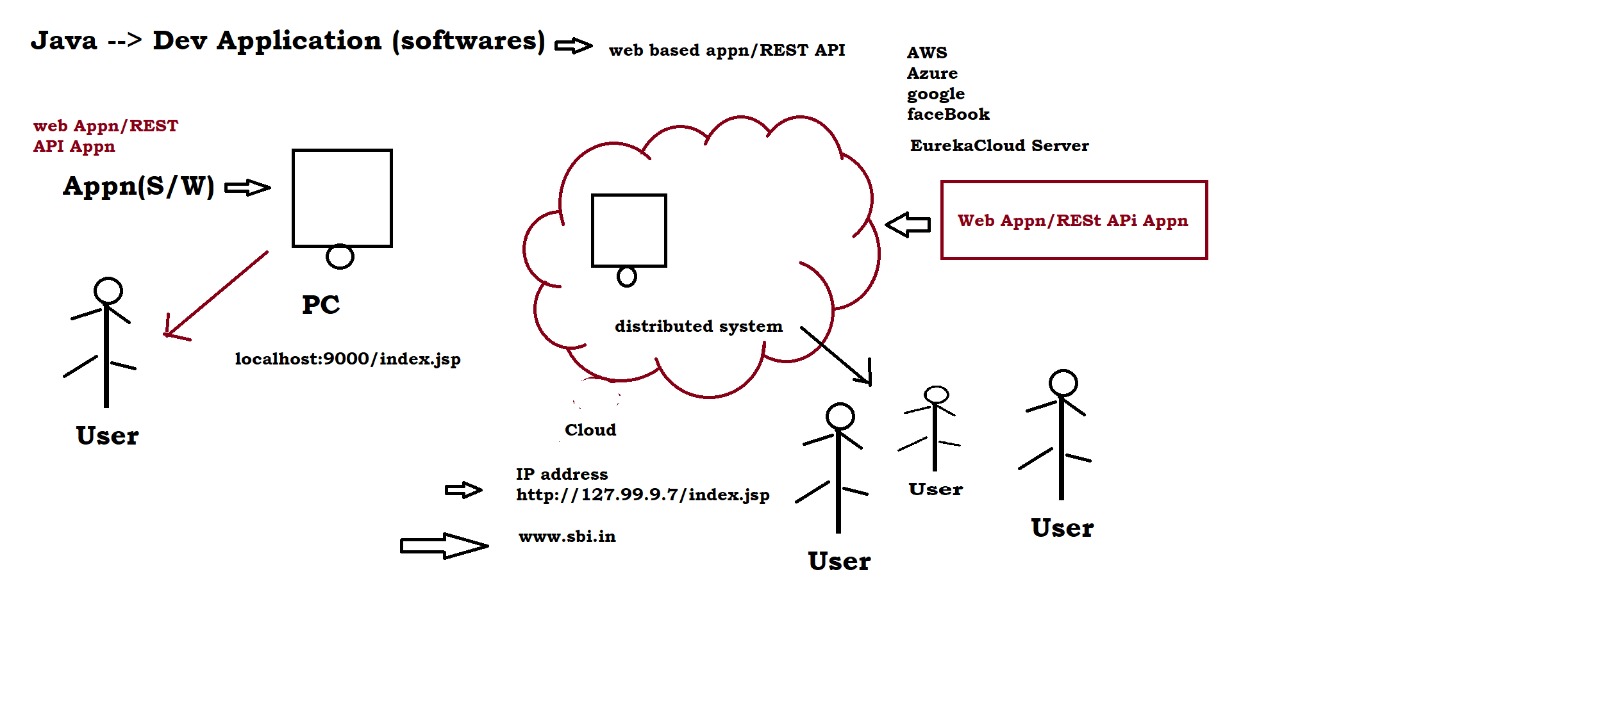 Java --> Dev Application (softwares)
web based appn/REST API
AWS
Azure
google
faceBook
EurekaCloud Server
web Appn/REST
API Appn
Appn(S/W)
Web Appn/RESt APi Appn
PC
distributed system
localhost:9000/index.jsp
User
Cloud
IP address
http://127.99.9.7/index.jsp
www.sbi.in
User
User
User